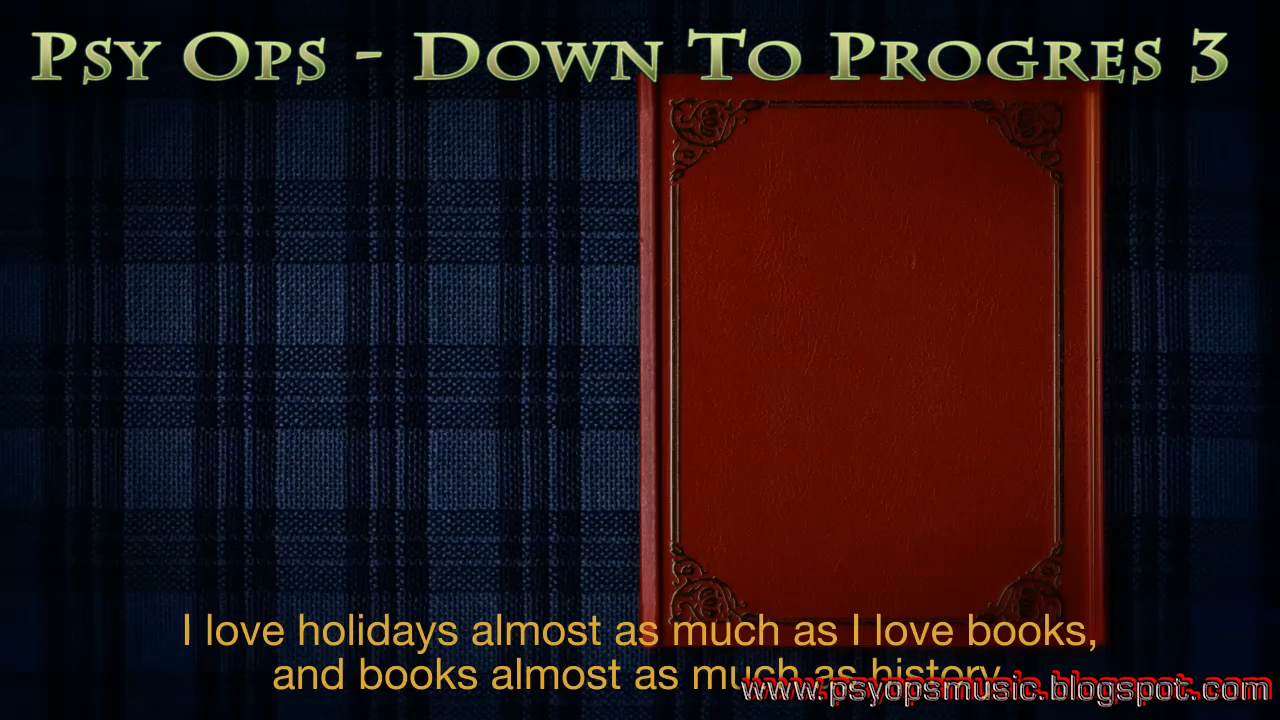 Psy Ops - Down To Progres 3
I love holidays almost as much as I love books,
and books almost as much as history.
www.psyopsmusic.blogspot.com